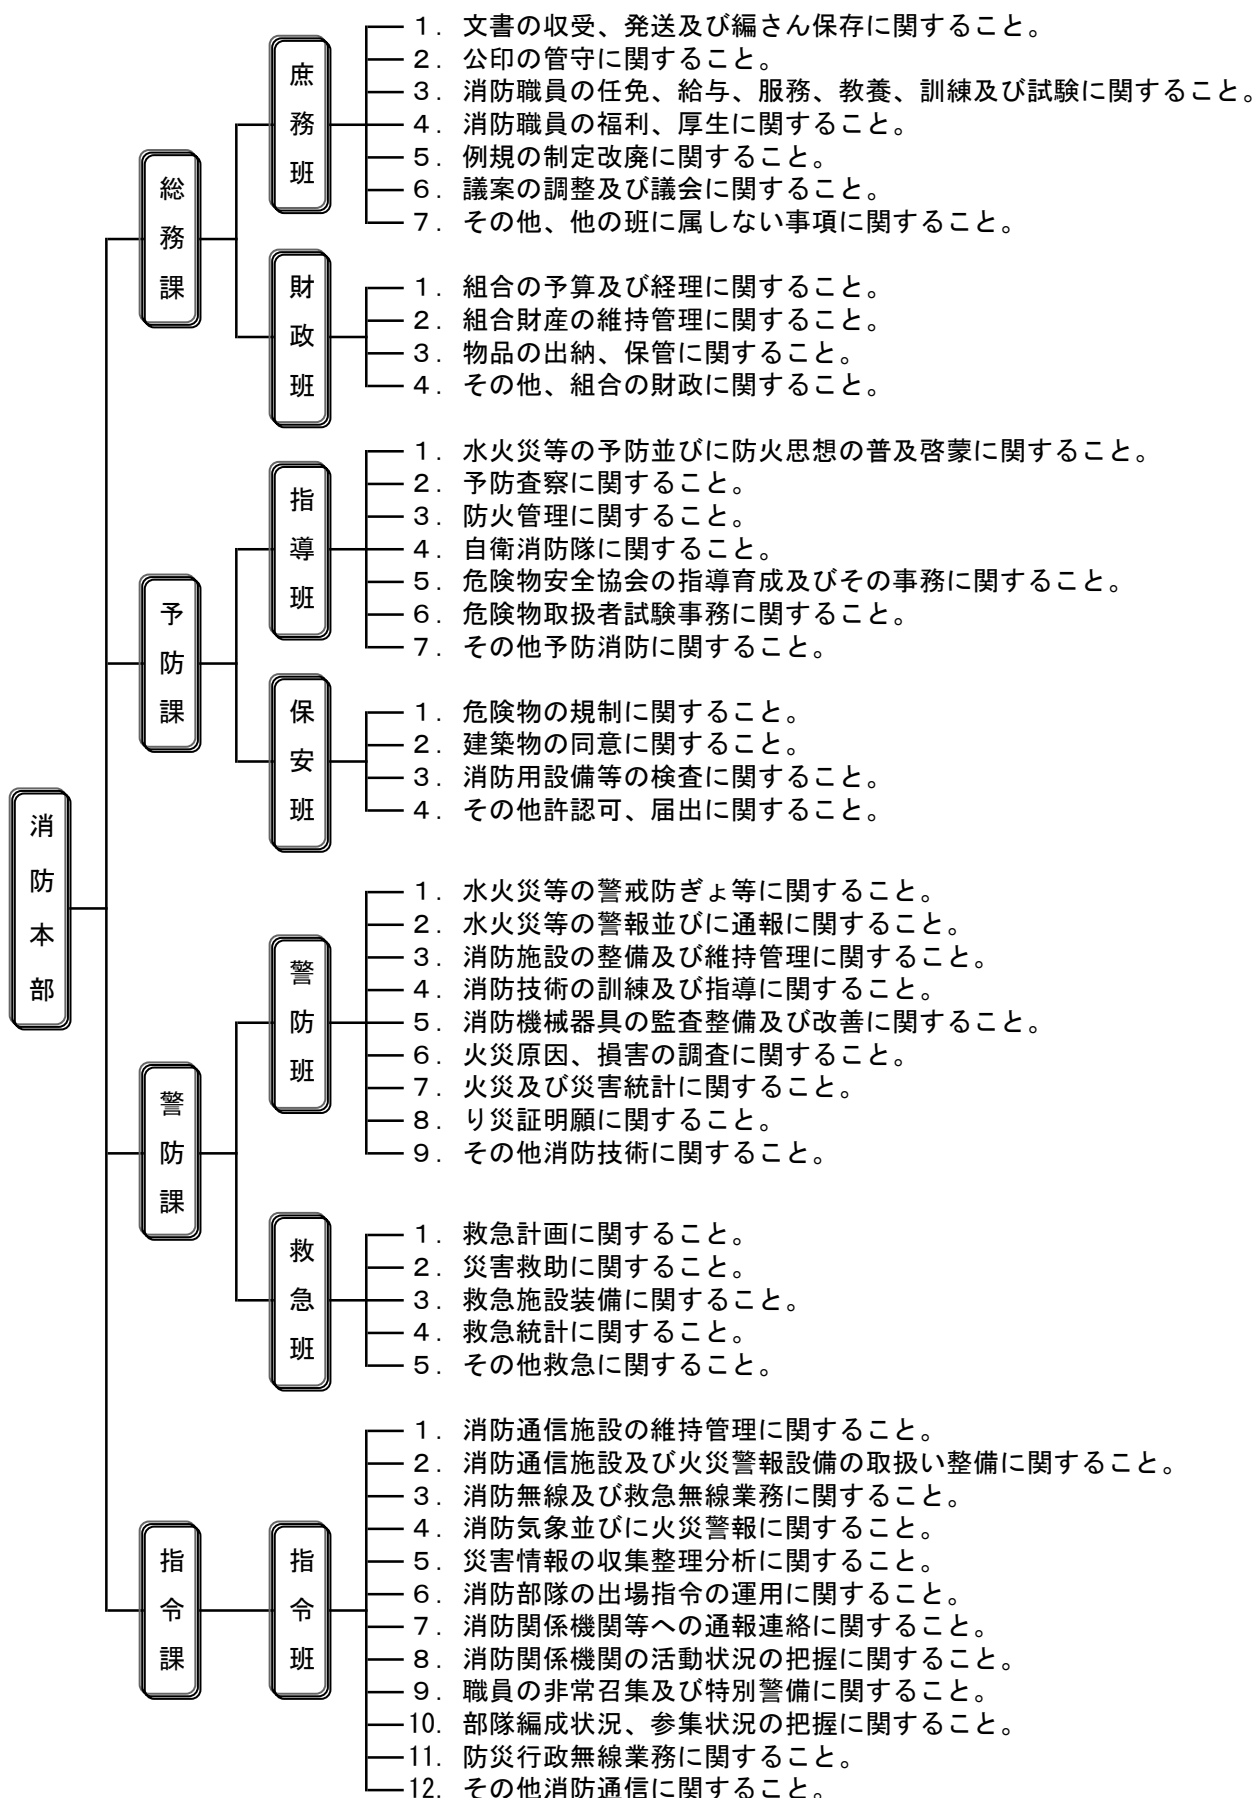 消防本部
総務課
庶務班
1. 文書の収受、発送及び編さん保存に関すること。
2. 公印の管守に関すること。
3. 消防職員の任免、給与、服務、教養、訓練及び試験に関すること。
4. 消防職員の福利、厚生に関すること。
5. 例規の制定改廃に関すること。
6. 議案の調整及び議会に関すること。
7. その他、他の班に属しない事項に関すること。
財政班
1. 組合の予算及び経理に関すること。
2. 組合財産の維持管理に関すること。
3. 物品の出納、保管に関すること。
4. その他、組合の財政に関すること。
予防課
指導班
1. 水火災等の予防並びに防火思想の普及啓蒙に関すること。
2. 予防査察に関すること。
3. 防火管理に関すること。
4. 自衛消防隊に関すること。
5. 危険物安全協会の指導育成及びその事務に関すること。
6. 危険物取扱者試験事務に関すること。
7. その他予防消防に関すること。
保安班
1. 危険物の規制に関すること。
2. 建築物の同意に関すること。
3. 消防用設備等の検査に関すること。
4. その他許認可、届出に関すること。
警防課
警防班
1. 水火災等の警戒防ぎょ等に関すること。
2. 水火災等の警報並びに通報に関すること。
3. 消防施設の整備及び維持管理に関すること。
4. 消防技術の訓練及び指導に関すること。
5. 消防機械器具の監査整備及び改善に関すること。
6. 火災原因、損害の調査に関すること。
7. 火災及び災害統計に関すること。
8. り災証明願に関すること。
9. その他消防技術に関すること。
救急班
1. 救急計画に関すること。
2. 災害救助に関すること。
3. 救急施設装備に関すること。
4. 救急統計に関すること。
5. その他救急に関すること。
指令課
指令班
1. 消防通信施設の維持管理に関すること。
2. 消防通信施設及び火災警報設備の取扱い整備に関すること。
3. 消防無線及び救急無線業務に関すること。
4. 消防気象並びに火災警報に関すること。
5. 災害情報の収集整理分析に関すること。
6. 消防部隊の出場指令の運用に関すること。
7. 消防関係機関等への通報連絡に関すること。
8. 消防関係機関の活動状況の把握に関すること。
9. 職員の非常召集及び特別警備に関すること。
10. 部隊編成状況、参集状況の把握に関すること。
11. 防災行政無線業務に関すること。
12. その他消防通信に関すること。